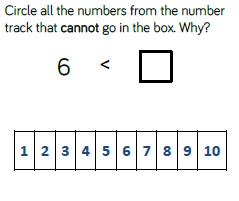 Circle all the numbers from the number
track that cannot go in the box. Why?
6 <
1 2 3 4 5 6 7 8 9 10